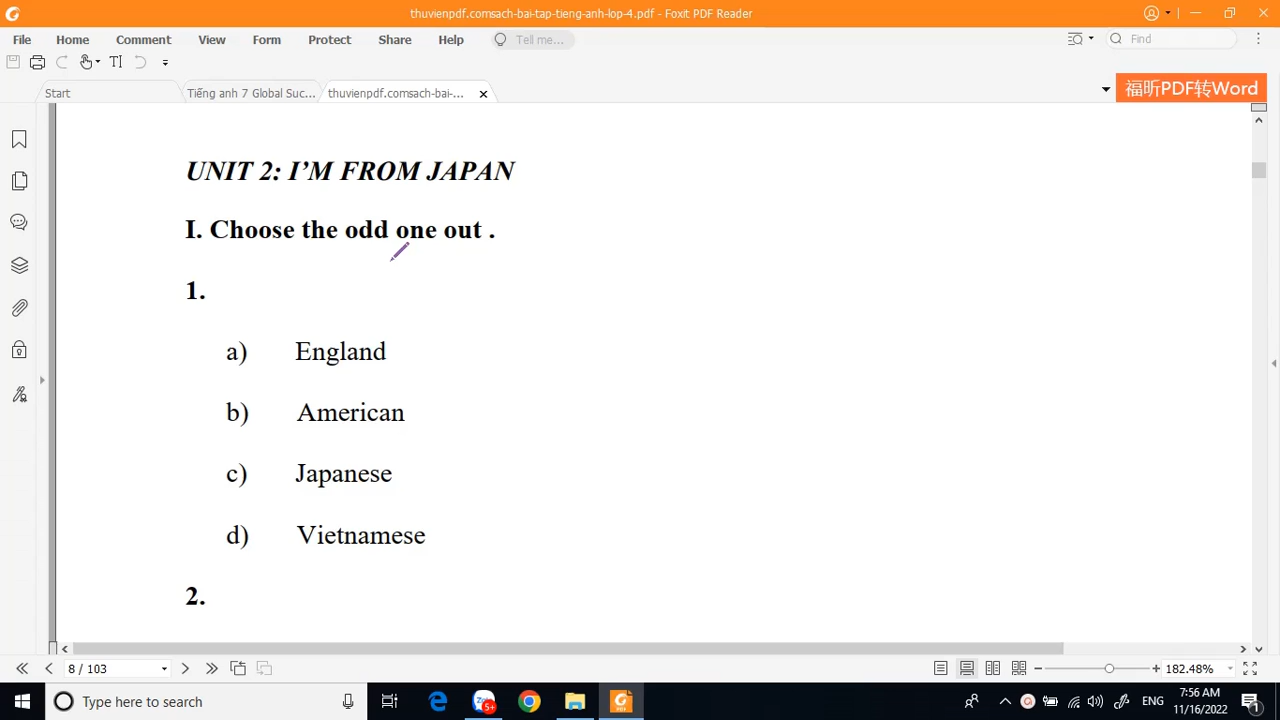 thuvienpdf.comsach-bai-tap-tieng-anh-lop-4.pdf - Foxit PDF Reader
File Home Comment View Form Protect Share Help Tell me... Find
Start Tiếng anh 7 Global Suc... thuvienpdf.comsach-bai-... 福昕PDF转Word
UNIT 2: I'M FROM JAPAN
I. Choose the odd one out .
1.
a) England
b) American
c) Japanese
d) Vietnamese
2.
8 / 103 182.48%
Type here to search 5+ ENG 7:56 AM
11/16/2022 1